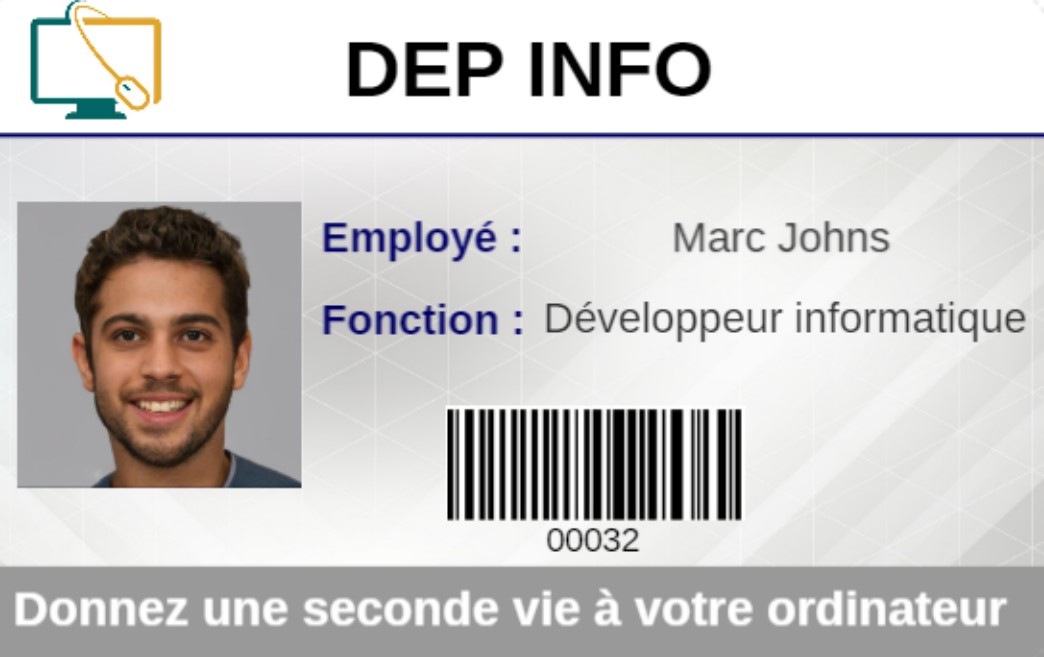 DEP INFO
Employé : Marc Johns
Fonction : Développeur informatique
00032
Donnez une seconde vie à votre ordinateur